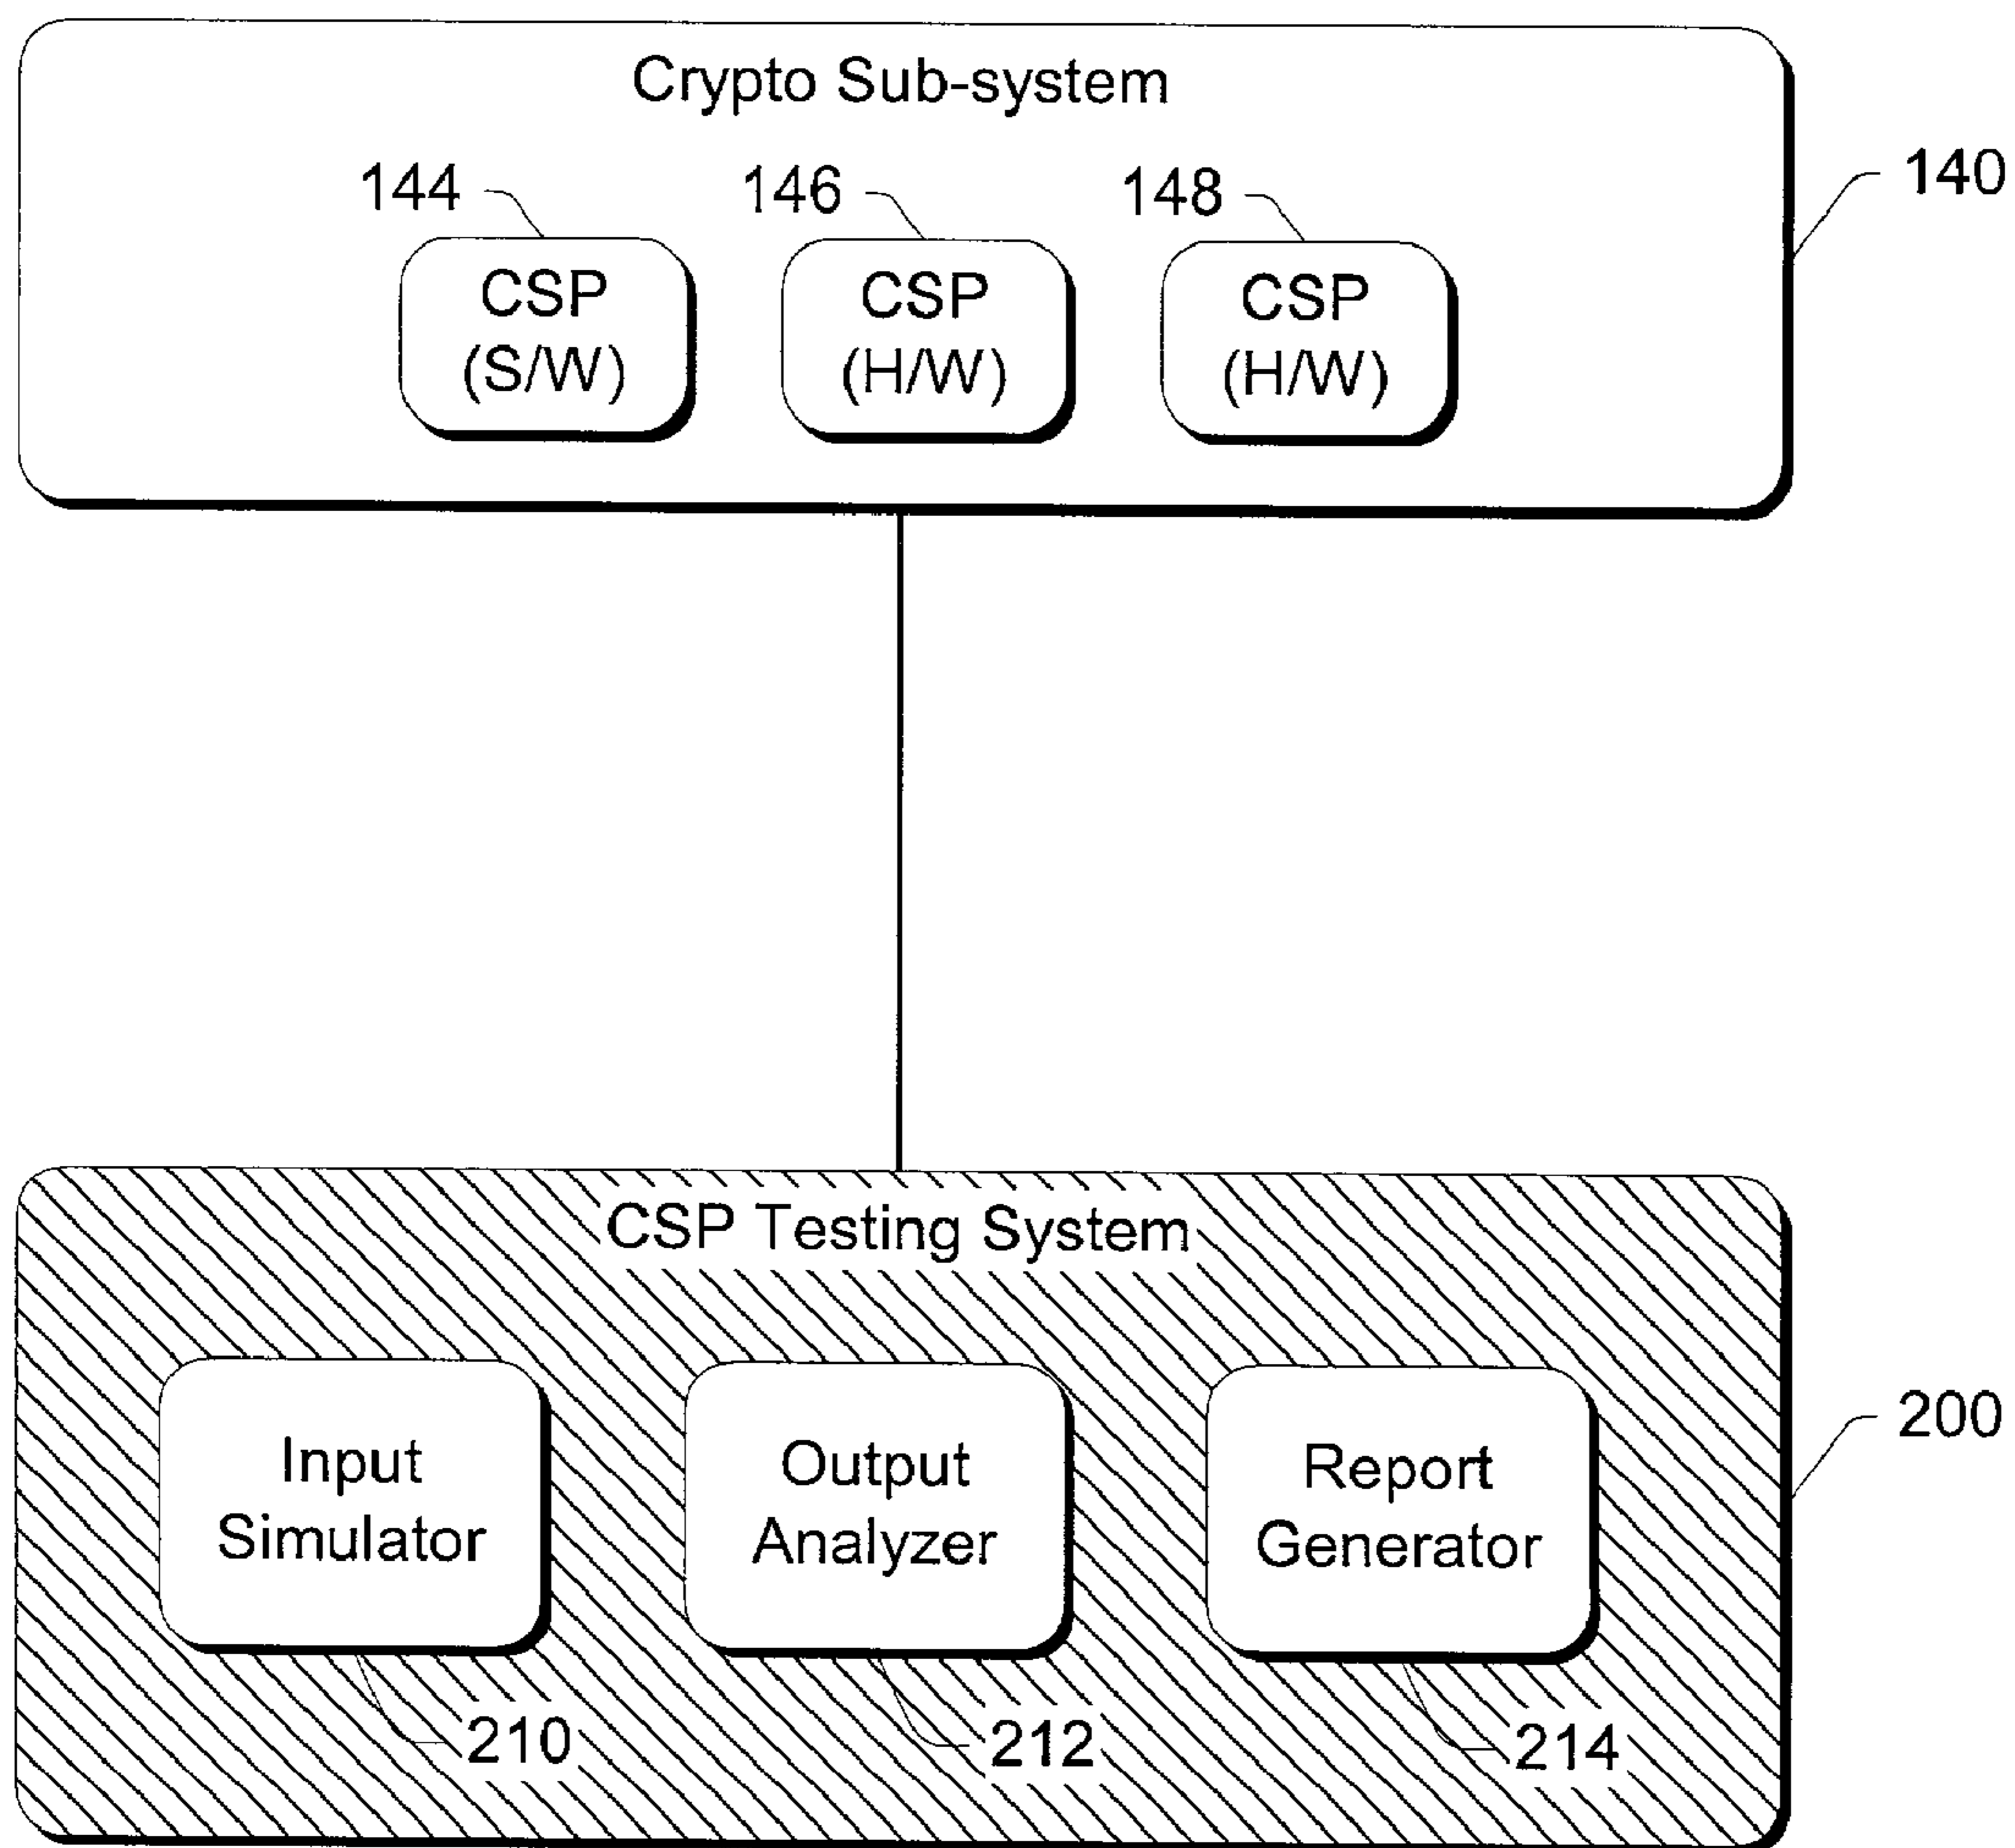 Crypto Sub-system
144
146
148
140
CSP
(S/W)
CSP
(H/W)
CSP
(H/W)
CSP Testing System
200
Input
Simulator
Output
Analyzer
Report
Generator
210
212
214